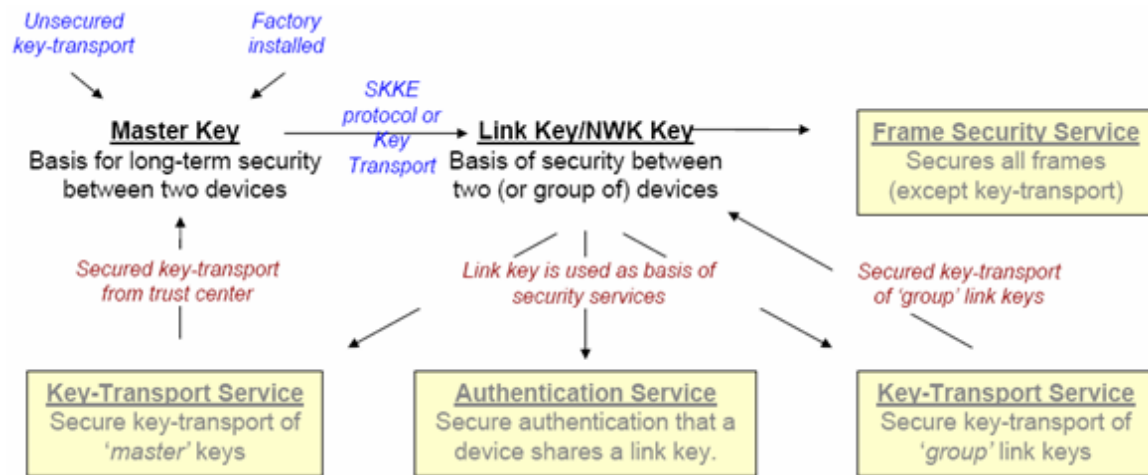 Unsecured
key-transport
Factory
installed
SKKE
protocol or
Key
Transport
Master Key
Basis for long-term security
between two devices
Link Key/NWK Key
Basis of security between
two (or group of) devices
Frame Security Service
Secures all frames
(except key-transport)
Secured key-transport
from trust center
Link key is used as basis of
security services
Secured key-transport
of ‘group’ link keys
Key-Transport Service
Secure key-transport of
‘master’ keys
Authentication Service
Secure authentication that a
device shares a link key.
Key-Transport Service
Secure key-transport of
‘group’ link keys